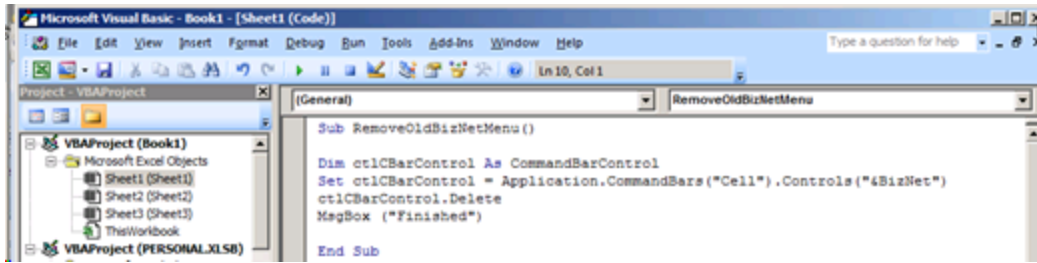 Microsoft Visual Basic - Book1 - [Sheet1 (Code)]
File Edit View Insert Format Debug Run Tools Add-Ins Window Help Type a question for help
Ln 10, Col 1
Project - VBAProject
(General) RemoveOldBizNetMenu
VBAProject (Book1)
Microsoft Excel Objects
Sheet1 (Sheet1)
Sheet2 (Sheet2)
Sheet3 (Sheet3)
ThisWorkbook
VBAProject (PERSONAL.XLSB)
Sub RemoveOldBizNetMenu()
Dim ctlCBarControl As CommandBarControl
Set ctlCBarControl = Application.CommandBars("Cell").Controls("&BizNet")
ctlCBarControl.Delete
MsgBox ("Finished")
End Sub